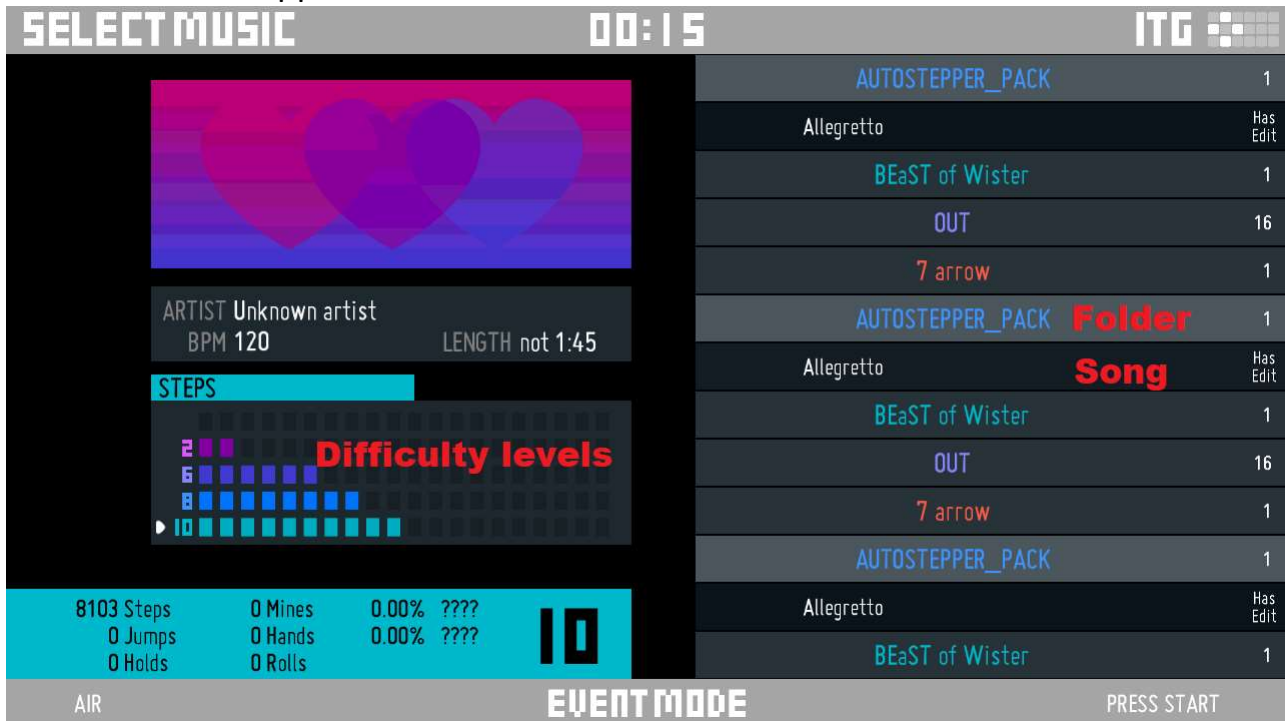 SELECT MUSIC
00:15
ITG
ARTIST Unknown artist
BPM 120
LENGTH not 1:45
STEPS
2
6
8
10
Difficulty levels
8103 Steps
0 Mines
0.00% ????
0 Jumps
0 Hands
0.00% ????
0 Holds
0 Rolls
10
AUTOSTEPPER_PACK 1
Allegretto Has Edit
BEaST of Wister 1
OUT 16
7 arrow 1
AUTOSTEPPER_PACK Folder 1
Allegretto Song Has Edit
BEaST of Wister 1
OUT 16
7 arrow 1
AUTOSTEPPER_PACK 1
Allegretto Has Edit
BEaST of Wister 1
AIR
EVENT MODE
PRESS START